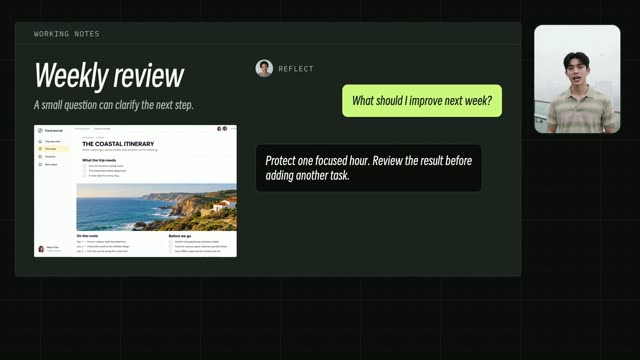 WORKING NOTES
Weekly review
A small question can clarify the next step.
REFLECT
What should I improve next week?
Protect one focused hour. Review the result before
adding another task.
THE COASTAL ITINERARY
What the trip needs
On the route
Before we go